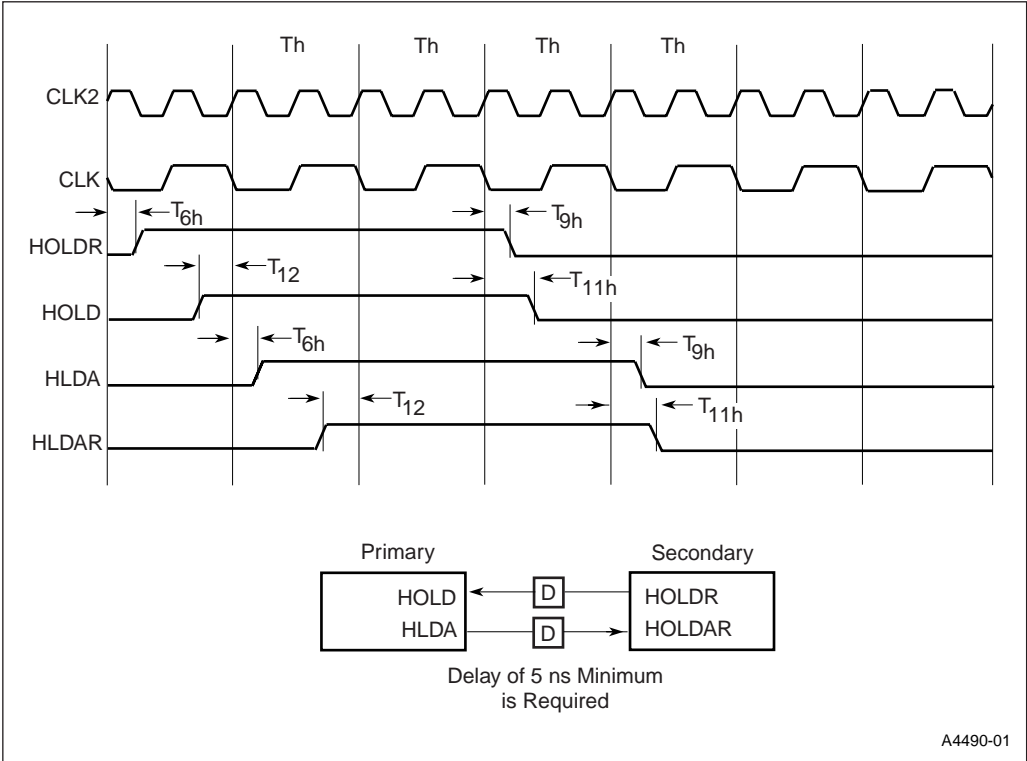 Th Th Th Th
CLK2
CLK
T6h T9h
HOLDR
T12 T11h
HOLD
T6h T9h
HLDA
T12 T11h
HLDAR
Primary Secondary
HOLD D HOLDR
HLDA D HOLDAR
Delay of 5 ns Minimum
is Required
A4490-01